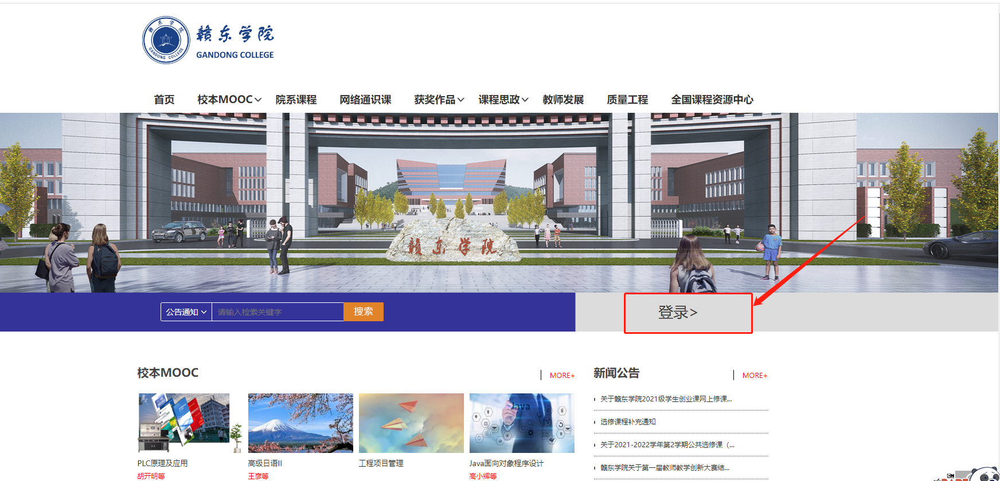 赣东学院
GANDONG COLLEGE
赣东学院
GANDONG COLLEGE
首页 校本MOOC 院系课程 网络通识课 获奖作品 课程思政 教师发展 质量工程 全国课程资源中心
赣东学院
公告通知 请输入检索关键字 搜索 登录>
校本MOOC MORE+
Java
PLC原理及应用 高级日语II 工程项目管理 Java面向对象程序设计
胡开明等 王彦等 高小辉等
新闻公告 MORE+
关于赣东学院2021级学生创业课网上修课...
选修课程补充通知
关于2021-2022学年第2学期公共选修课（...
赣东学院关于第一届教师教学创新大赛结...
CN